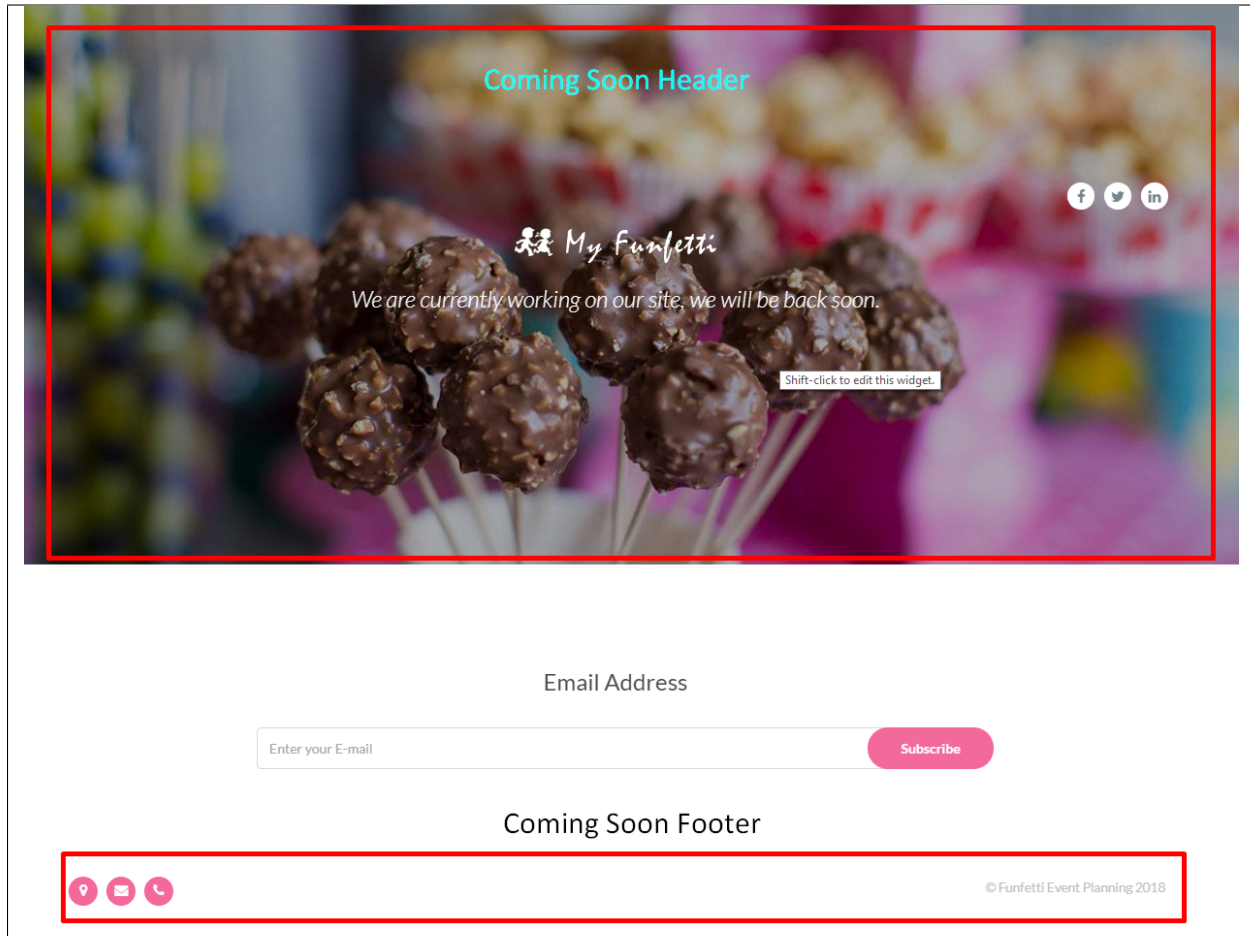 Coming Soon Header
My Funfetti
We are currently working on our site, we will be back soon.
Shift-click to edit this widget.
Email Address
Enter your E-mail
Subscribe
Coming Soon Footer
© Funfetti Event Planning 2018